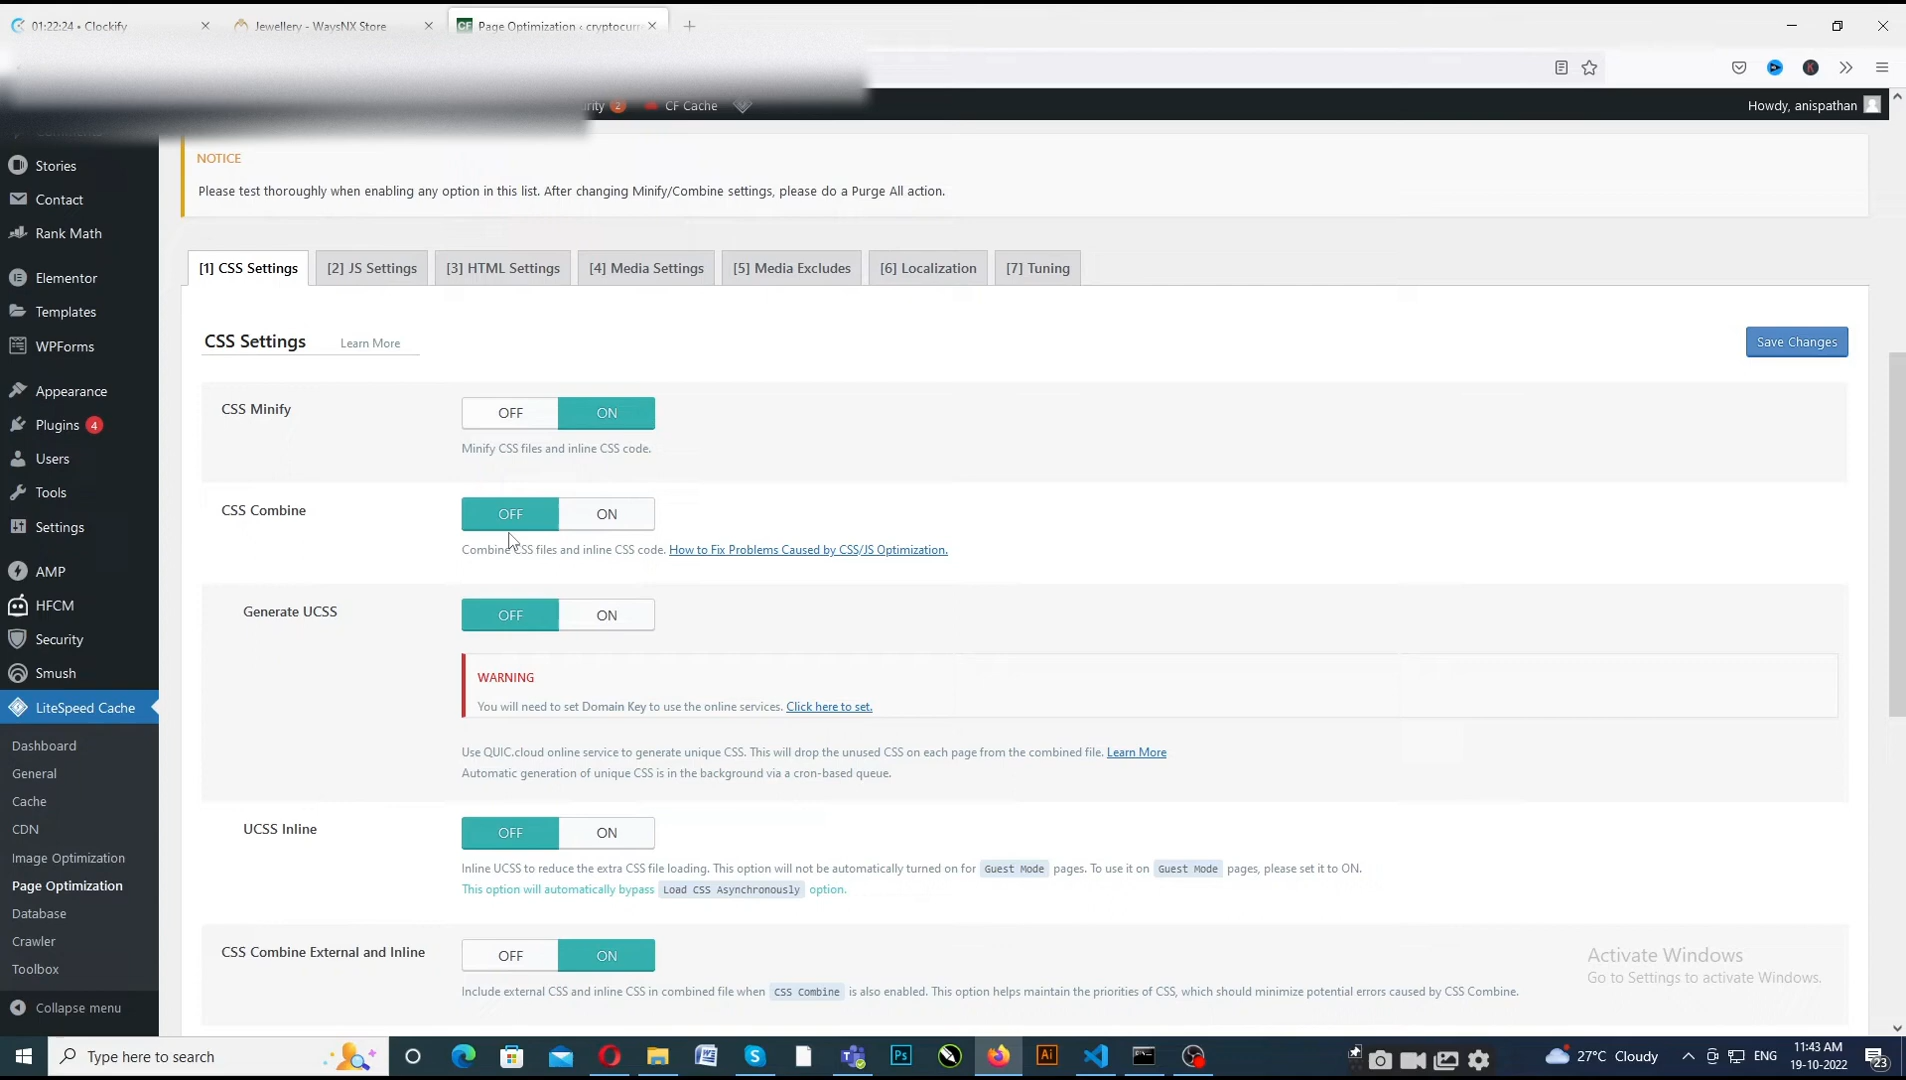 01:22:24 • Clockify
Jewellery - WaysNX Store
CF Page Optimization ‹ cryptocurr
urity 2 CF Cache
Howdy, anispathan
Comments
Stories
Contact
Rank Math
Elementor
Templates
WPForms
Appearance
Plugins 4
Users
Tools
Settings
AMP
HFCM
Security
Smush
LiteSpeed Cache
Dashboard
General
Cache
CDN
Image Optimization
Page Optimization
Database
Crawler
Toolbox
Collapse menu
NOTICE
Please test thoroughly when enabling any option in this list. After changing Minify/Combine settings, please do a Purge All action.
[1] CSS Settings [2] JS Settings [3] HTML Settings [4] Media Settings [5] Media Excludes [6] Localization [7] Tuning
CSS Settings Learn More Save Changes
CSS Minify OFF ON
Minify CSS files and inline CSS code.
CSS Combine OFF ON
Combine CSS files and inline CSS code. How to Fix Problems Caused by CSS/JS Optimization.
Generate UCSS OFF ON
WARNING
You will need to set Domain Key to use the online services. Click here to set.
Use QUIC.cloud online service to generate unique CSS. This will drop the unused CSS on each page from the combined file. Learn More
Automatic generation of unique CSS is in the background via a cron-based queue.
UCSS Inline OFF ON
Inline UCSS to reduce the extra CSS file loading. This option will not be automatically turned on for Guest Mode pages. To use it on Guest Mode pages, please set it to ON.
This option will automatically bypass Load CSS Asynchronously option.
CSS Combine External and Inline OFF ON
Include external CSS and inline CSS in combined file when CSS Combine is also enabled. This option helps maintain the priorities of CSS, which should minimize potential errors caused by CSS Combine.
Activate Windows
Go to Settings to activate Windows.
Type here to search
27°C Cloudy
ENG
11:43 AM
19-10-2022
23